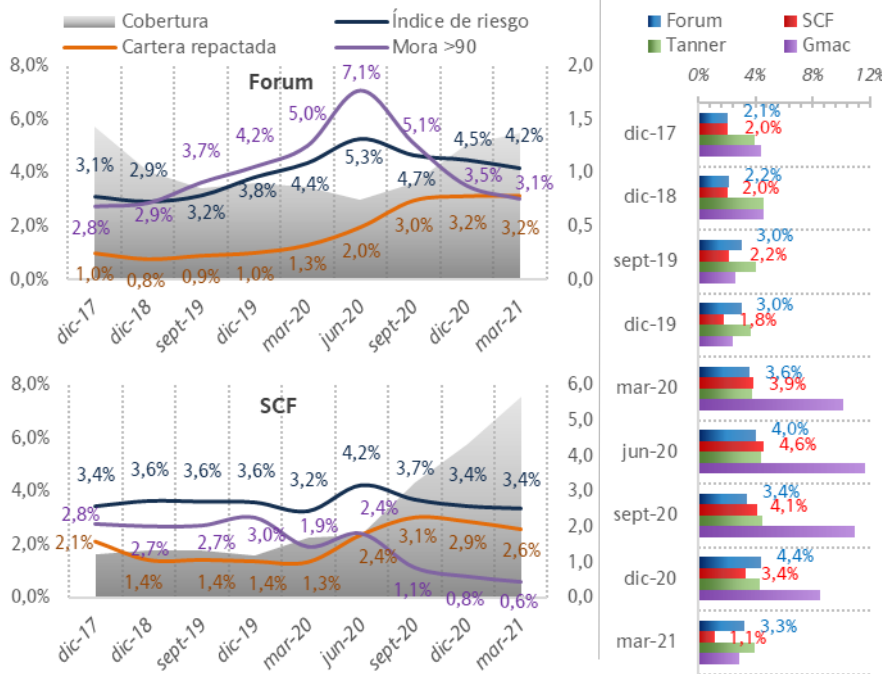 Cobertura
Índice de riesgo
Cartera repactada
Mora >90
Forum
8,0%
6,0%
4,0%
2,0%
0,0%
2,0
1,5
1,0
0,5
0,0
7,1%
5,0%
5,1%
4,2%
3,7%
4,5%
4,2%
3,1%
2,9%
5,3%
3,8%
4,4%
4,7%
3,5%
3,1%
2,8%
2,9%
3,2%
3,0%
3,2%
3,2%
1,0%
0,8%
0,9%
1,0%
1,3%
2,0%
dic-17
dic-18
sept-19
dic-19
mar-20
jun-20
sept-20
dic-20
mar-21
SCF
8,0%
6,0%
4,0%
2,0%
0,0%
6,0
5,0
4,0
3,0
2,0
1,0
0,0
3,4%
3,6%
3,6%
3,6%
3,2%
4,2%
3,7%
3,4%
3,4%
2,8%
2,7%
2,7%
3,0%
1,9%
2,4%
1,1%
0,8%
0,6%
2,1%
1,4%
1,4%
1,4%
1,3%
2,4%
3,1%
2,9%
2,6%
dic-17
dic-18
sept-19
dic-19
mar-20
jun-20
sept-20
dic-20
mar-21
Forum
SCF
Tanner
Gmac
0% 4% 8% 12%
dic-17
2,1%
2,0%
dic-18
2,2%
2,0%
sept-19
3,0%
2,2%
dic-19
3,0%
1,8%
mar-20
3,6%
3,9%
jun-20
4,0%
4,6%
sept-20
3,4%
4,1%
dic-20
4,4%
3,4%
mar-21
3,3%
1,1%